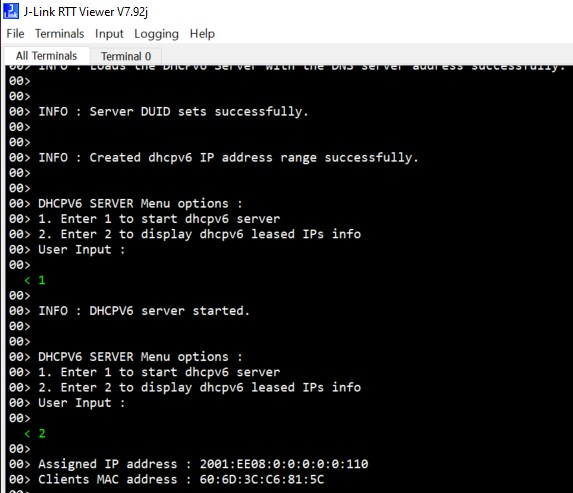 J-Link RTT Viewer V7.92j
File Terminals Input Logging Help
All Terminals Terminal 0
00> INFO : Loads the DHCPV6 Server with the DNS server address successfully.
00>
00>
00> INFO : Server DUID sets successfully.
00>
00>
00> INFO : Created dhcpv6 IP address range successfully.
00>
00>
00> DHCPV6 SERVER Menu options :
00> 1. Enter 1 to start dhcpv6 server
00> 2. Enter 2 to display dhcpv6 leased IPs info
00> User Input :
00>
< 1
00>
00> INFO : DHCPV6 server started.
00>
00>
00> DHCPV6 SERVER Menu options :
00> 1. Enter 1 to start dhcpv6 server
00> 2. Enter 2 to display dhcpv6 leased IPs info
00> User Input :
00>
< 2
00>
00> Assigned IP address : 2001:EE08:0:0:0:0:0:110
00> Clients MAC address : 60:6D:3C:C6:81:5C